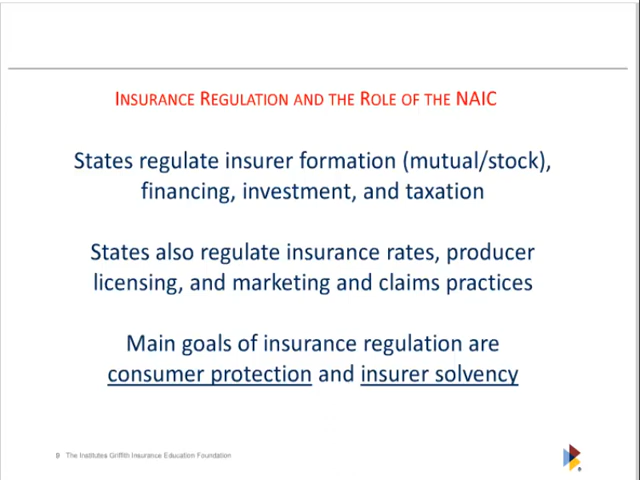 INSURANCE REGULATION AND THE ROLE OF THE NAIC
States regulate insurer formation (mutual/stock),
financing, investment, and taxation
States also regulate insurance rates, producer
licensing, and marketing and claims practices
Main goals of insurance regulation are
consumer protection and insurer solvency
9 The Institutes Griffith Insurance Education Foundation
®